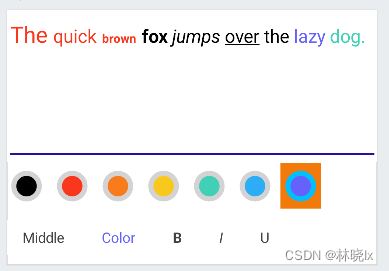 The quick brown fox jumps over the lazy dog.
Middle Color B I U
CSDN @林晓lx